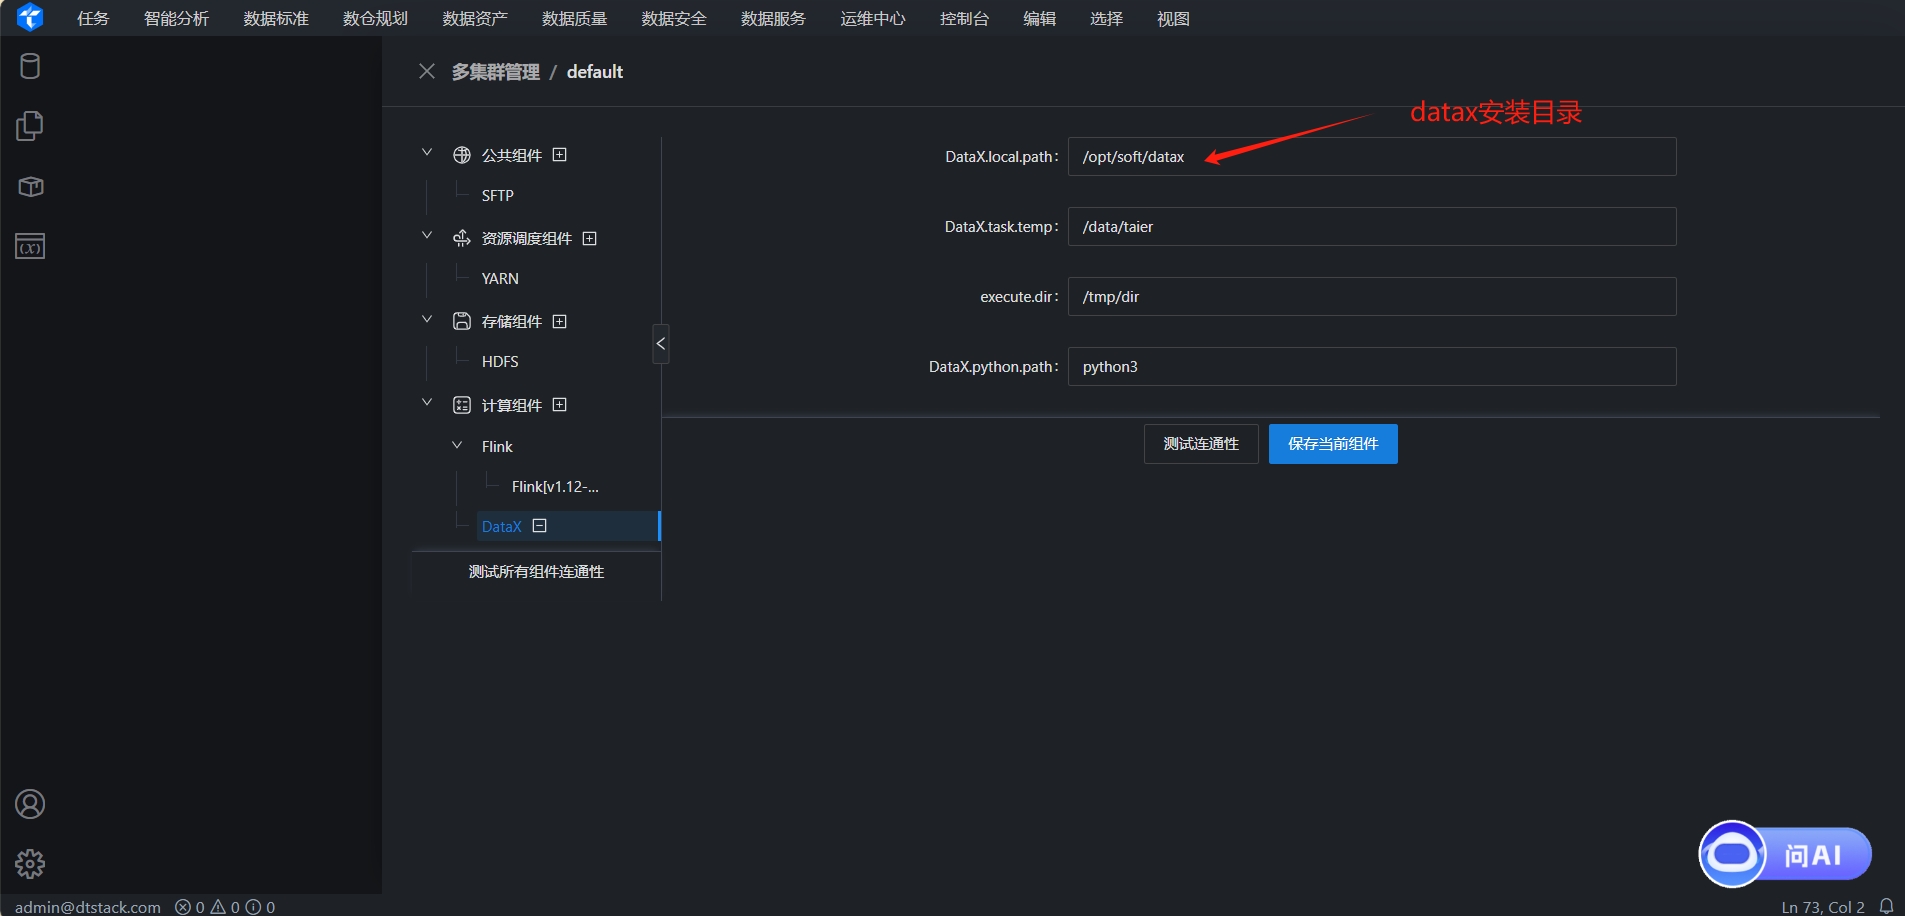 任务 智能分析 数据标准 数仓规划 数据资产 数据质量 数据安全 数据服务 运维中心 控制台 编辑 选择 视图
多集群管理 / default
datax安装目录
公共组件
SFTP
资源调度组件
YARN
存储组件
HDFS
计算组件
Flink
Flink[v1.12-...
DataX
测试所有组件连通性
DataX.local.path: /opt/soft/datax
DataX.task.temp: /data/taier
execute.dir: /tmp/dir
DataX.python.path: python3
测试连通性 保存当前组件
问AI
admin@dtstack.com 0 0 0 Ln 73, Col 2